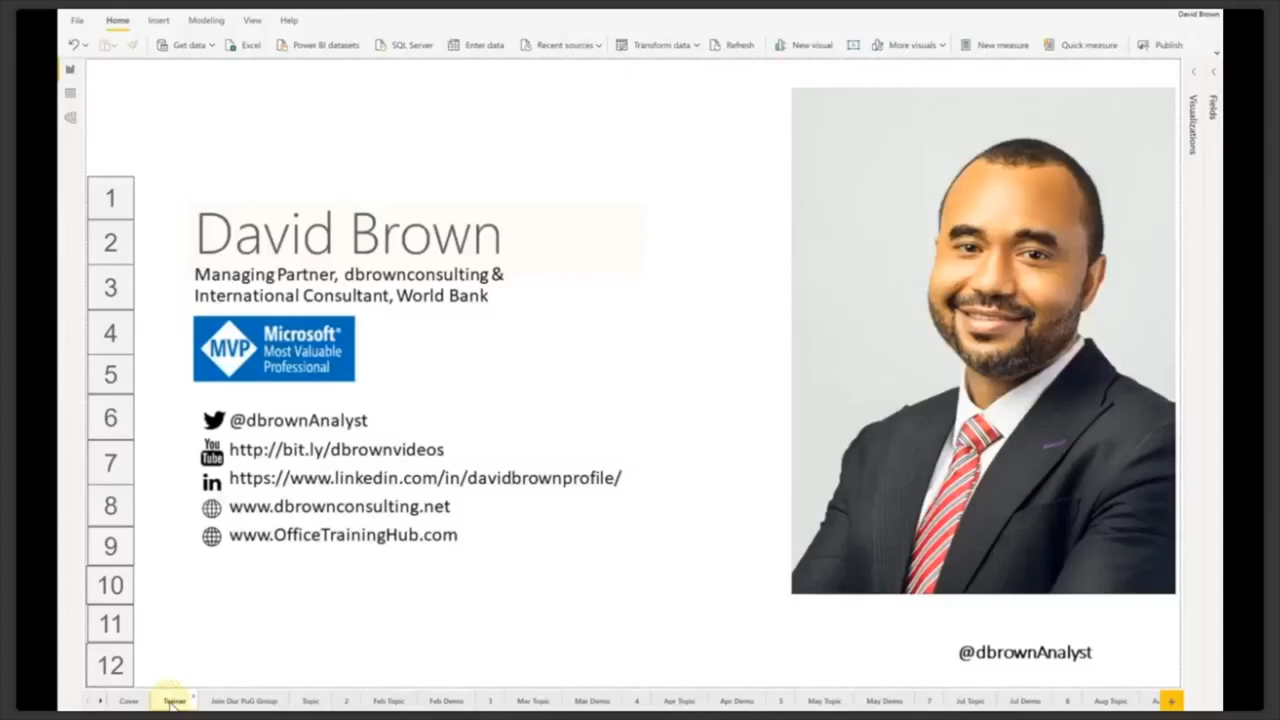 David Brown
File Home Insert Modeling View Help
Get data Excel Power BI datasets SQL Server Enter data Recent sources Transform data Refresh New visual More visuals New measure Quick measure Publish
Visualizations
Fields
1
2
3
4
5
6
7
8
9
10
11
12
David Brown
Managing Partner, dbrownconsulting &
International Consultant, World Bank
MVP
Microsoft®
Most Valuable
Professional
@dbrownAnalyst
You
Tube
http://bit.ly/dbrownvideos
in
https://www.linkedin.com/in/davidbrownprofile/
www.dbrownconsulting.net
www.OfficeTrainingHub.com
@dbrownAnalyst
Cover Trainer Join Our PuG Group Topic 2 Feb Topic Feb Demo 3 Mar Topic Mar Demo 4 Apr Topic Apr Demo 5 May Topic May Demo 7 Jul Topic Jul Demo 8 Aug Topic